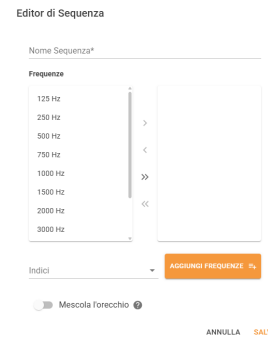 Editor di Sequenza
Nome Sequenza*
Frequenze
125 Hz
250 Hz
500 Hz
750 Hz
1000 Hz
1500 Hz
2000 Hz
3000 Hz
Indici
AGGIUNGI FREQUENZE
Mescola l'orecchio
ANNULLA